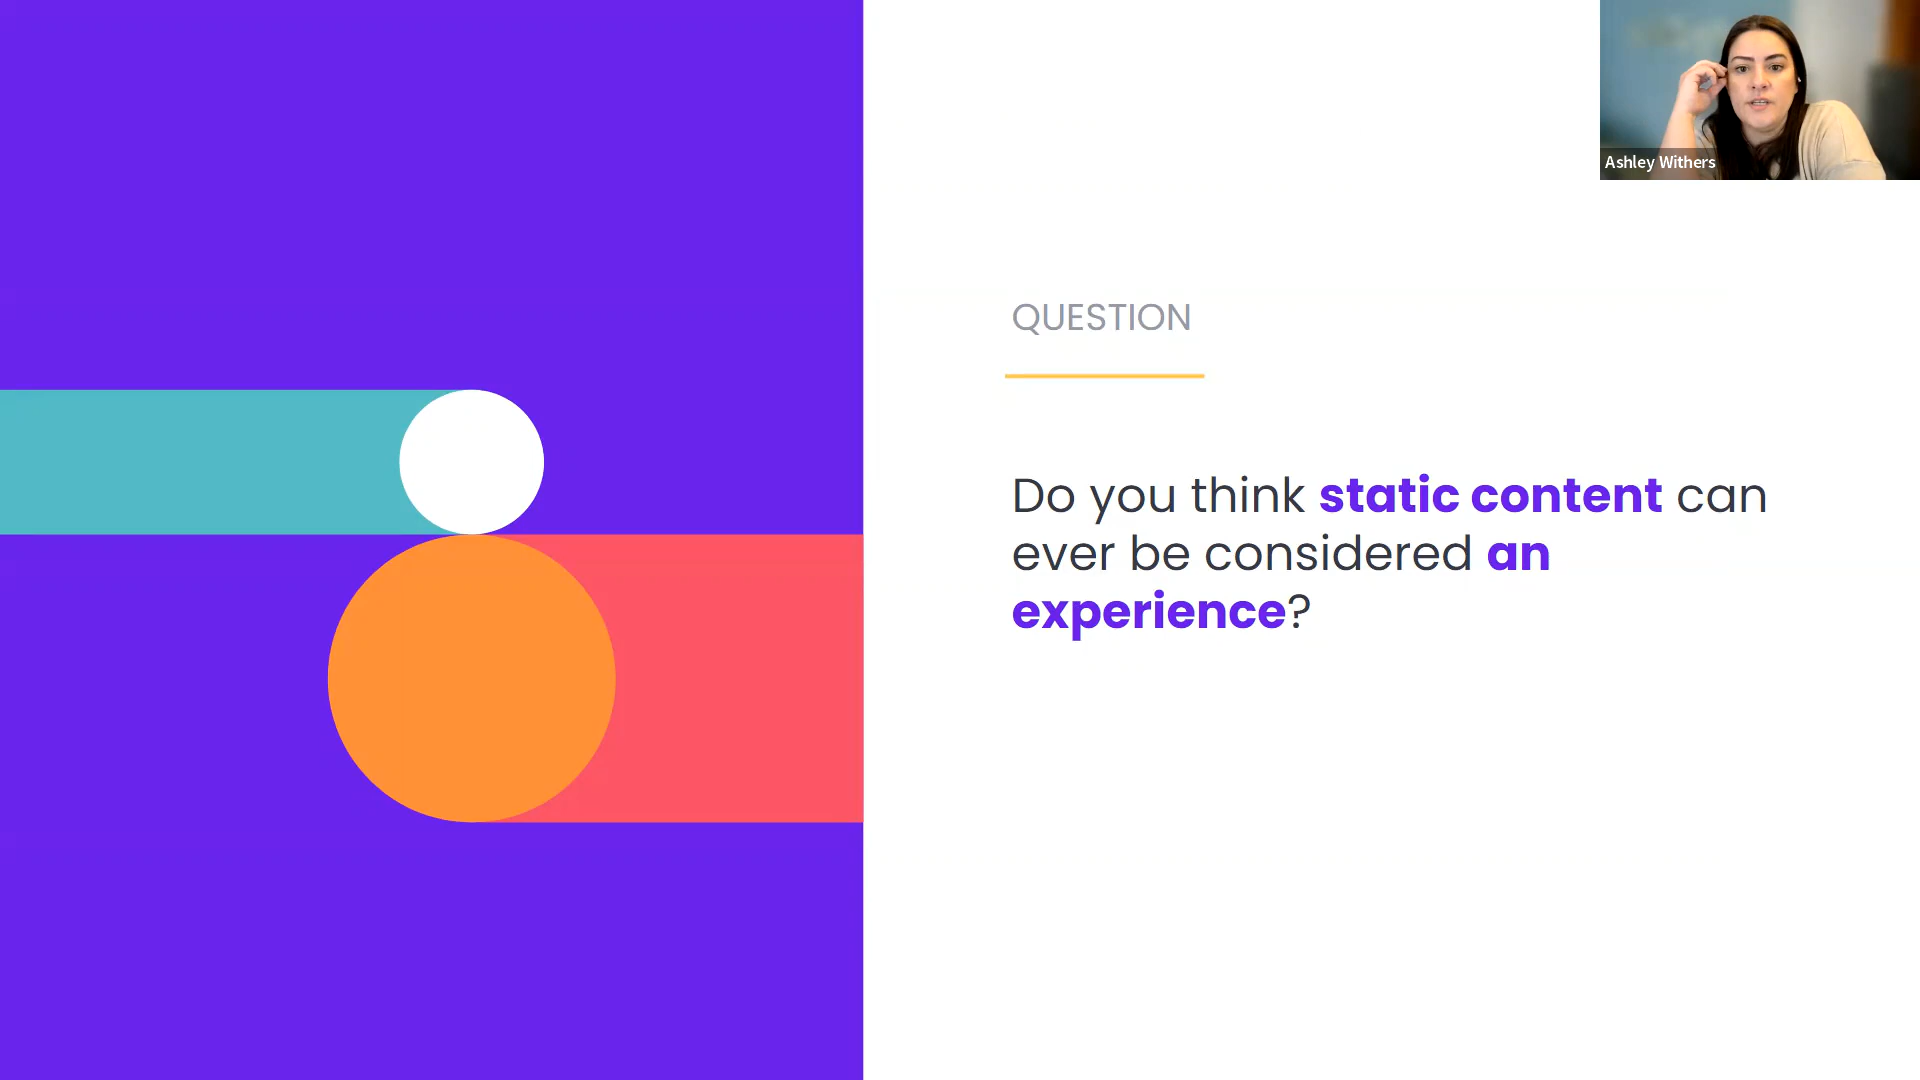 Ashley Withers
QUESTION
Do you think static content can
ever be considered an
experience?